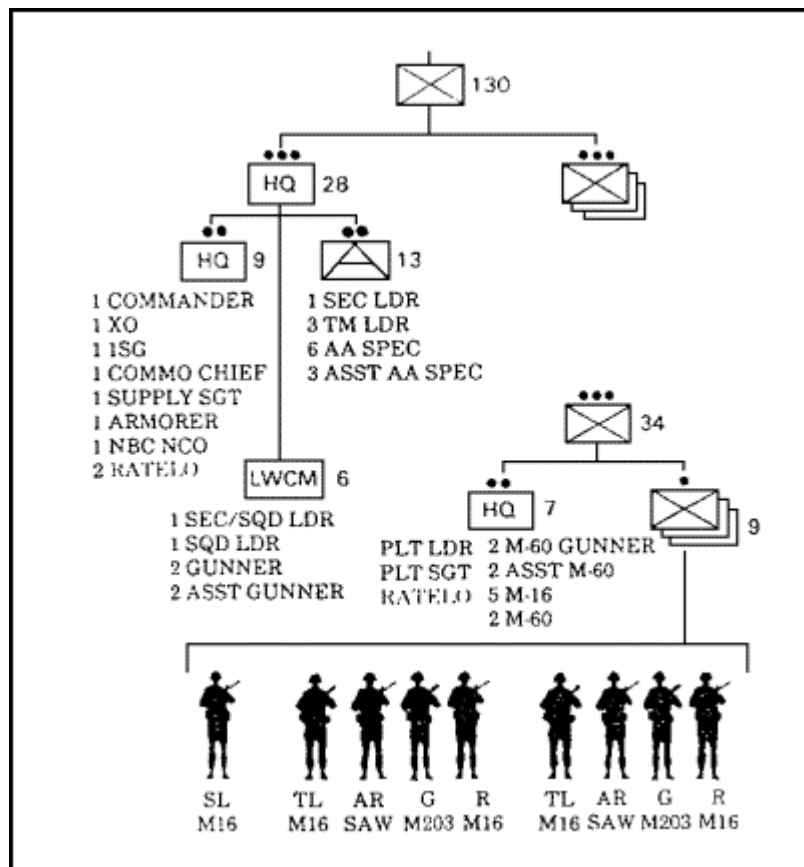 130
HQ 28
HQ 9
13
1 COMMANDER
1 XO
1 1SG
1 COMMO CHIEF
1 SUPPLY SGT
1 ARMORER
1 NBC NCO
2 RATELO
1 SEC LDR
3 TM LDR
6 AA SPEC
3 ASST AA SPEC
LWCM 6
1 SEC/SQD LDR
1 SQD LDR
2 GUNNER
2 ASST GUNNER
34
HQ 7
9
PLT LDR 2 M-60 GUNNER
PLT SGT 2 ASST M-60
RATELO 5 M-16
2 M-60
SL TL AR G R TL AR G R
M16 M16 SAW M203 M16 M16 SAW M203 M16